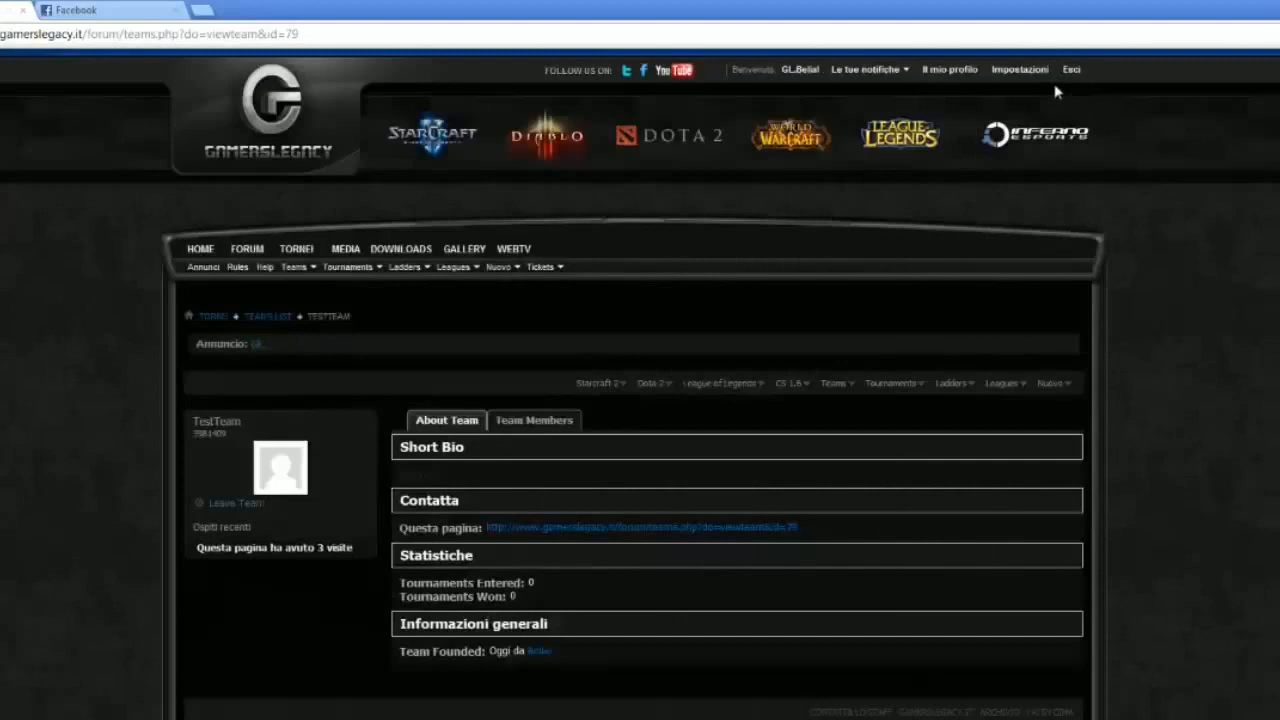 Facebook
gamerslegacy.it/forum/teams.php?do=viewteam&id=79
FOLLOW US ON: You Tube Benvenuto, GL.Belial Le tue notifiche Il mio profilo Impostazioni Esci
GAMERSLEGACY STARCRAFT DIABLO DOTA 2 WORLD WARCRAFT LEAGUE LEGENDS INFERNO ESPORTS
HOME FORUM TORNEI MEDIA DOWNLOADS GALLERY WEBTV
Annunci Rules Help Teams Tournaments Ladders Leagues Nuovo Tickets
TORNEI TEAMS LIST TESTTEAM
Annuncio:
Starcraft 2 Dota 2 League of Legends CS 1.6 Teams Tournaments Ladders Leagues Nuovo
TestTeam
About Team Team Members
Short Bio
Leave Team
Ospiti recenti
Questa pagina ha avuto 3 visite
Contatta
Questa pagina: http://www.gamerslegacy.it/forum/teams.php?do=viewteam&id=79
Statistiche
Tournaments Entered: 0
Tournaments Won: 0
Informazioni generali
Team Founded: Oggi da